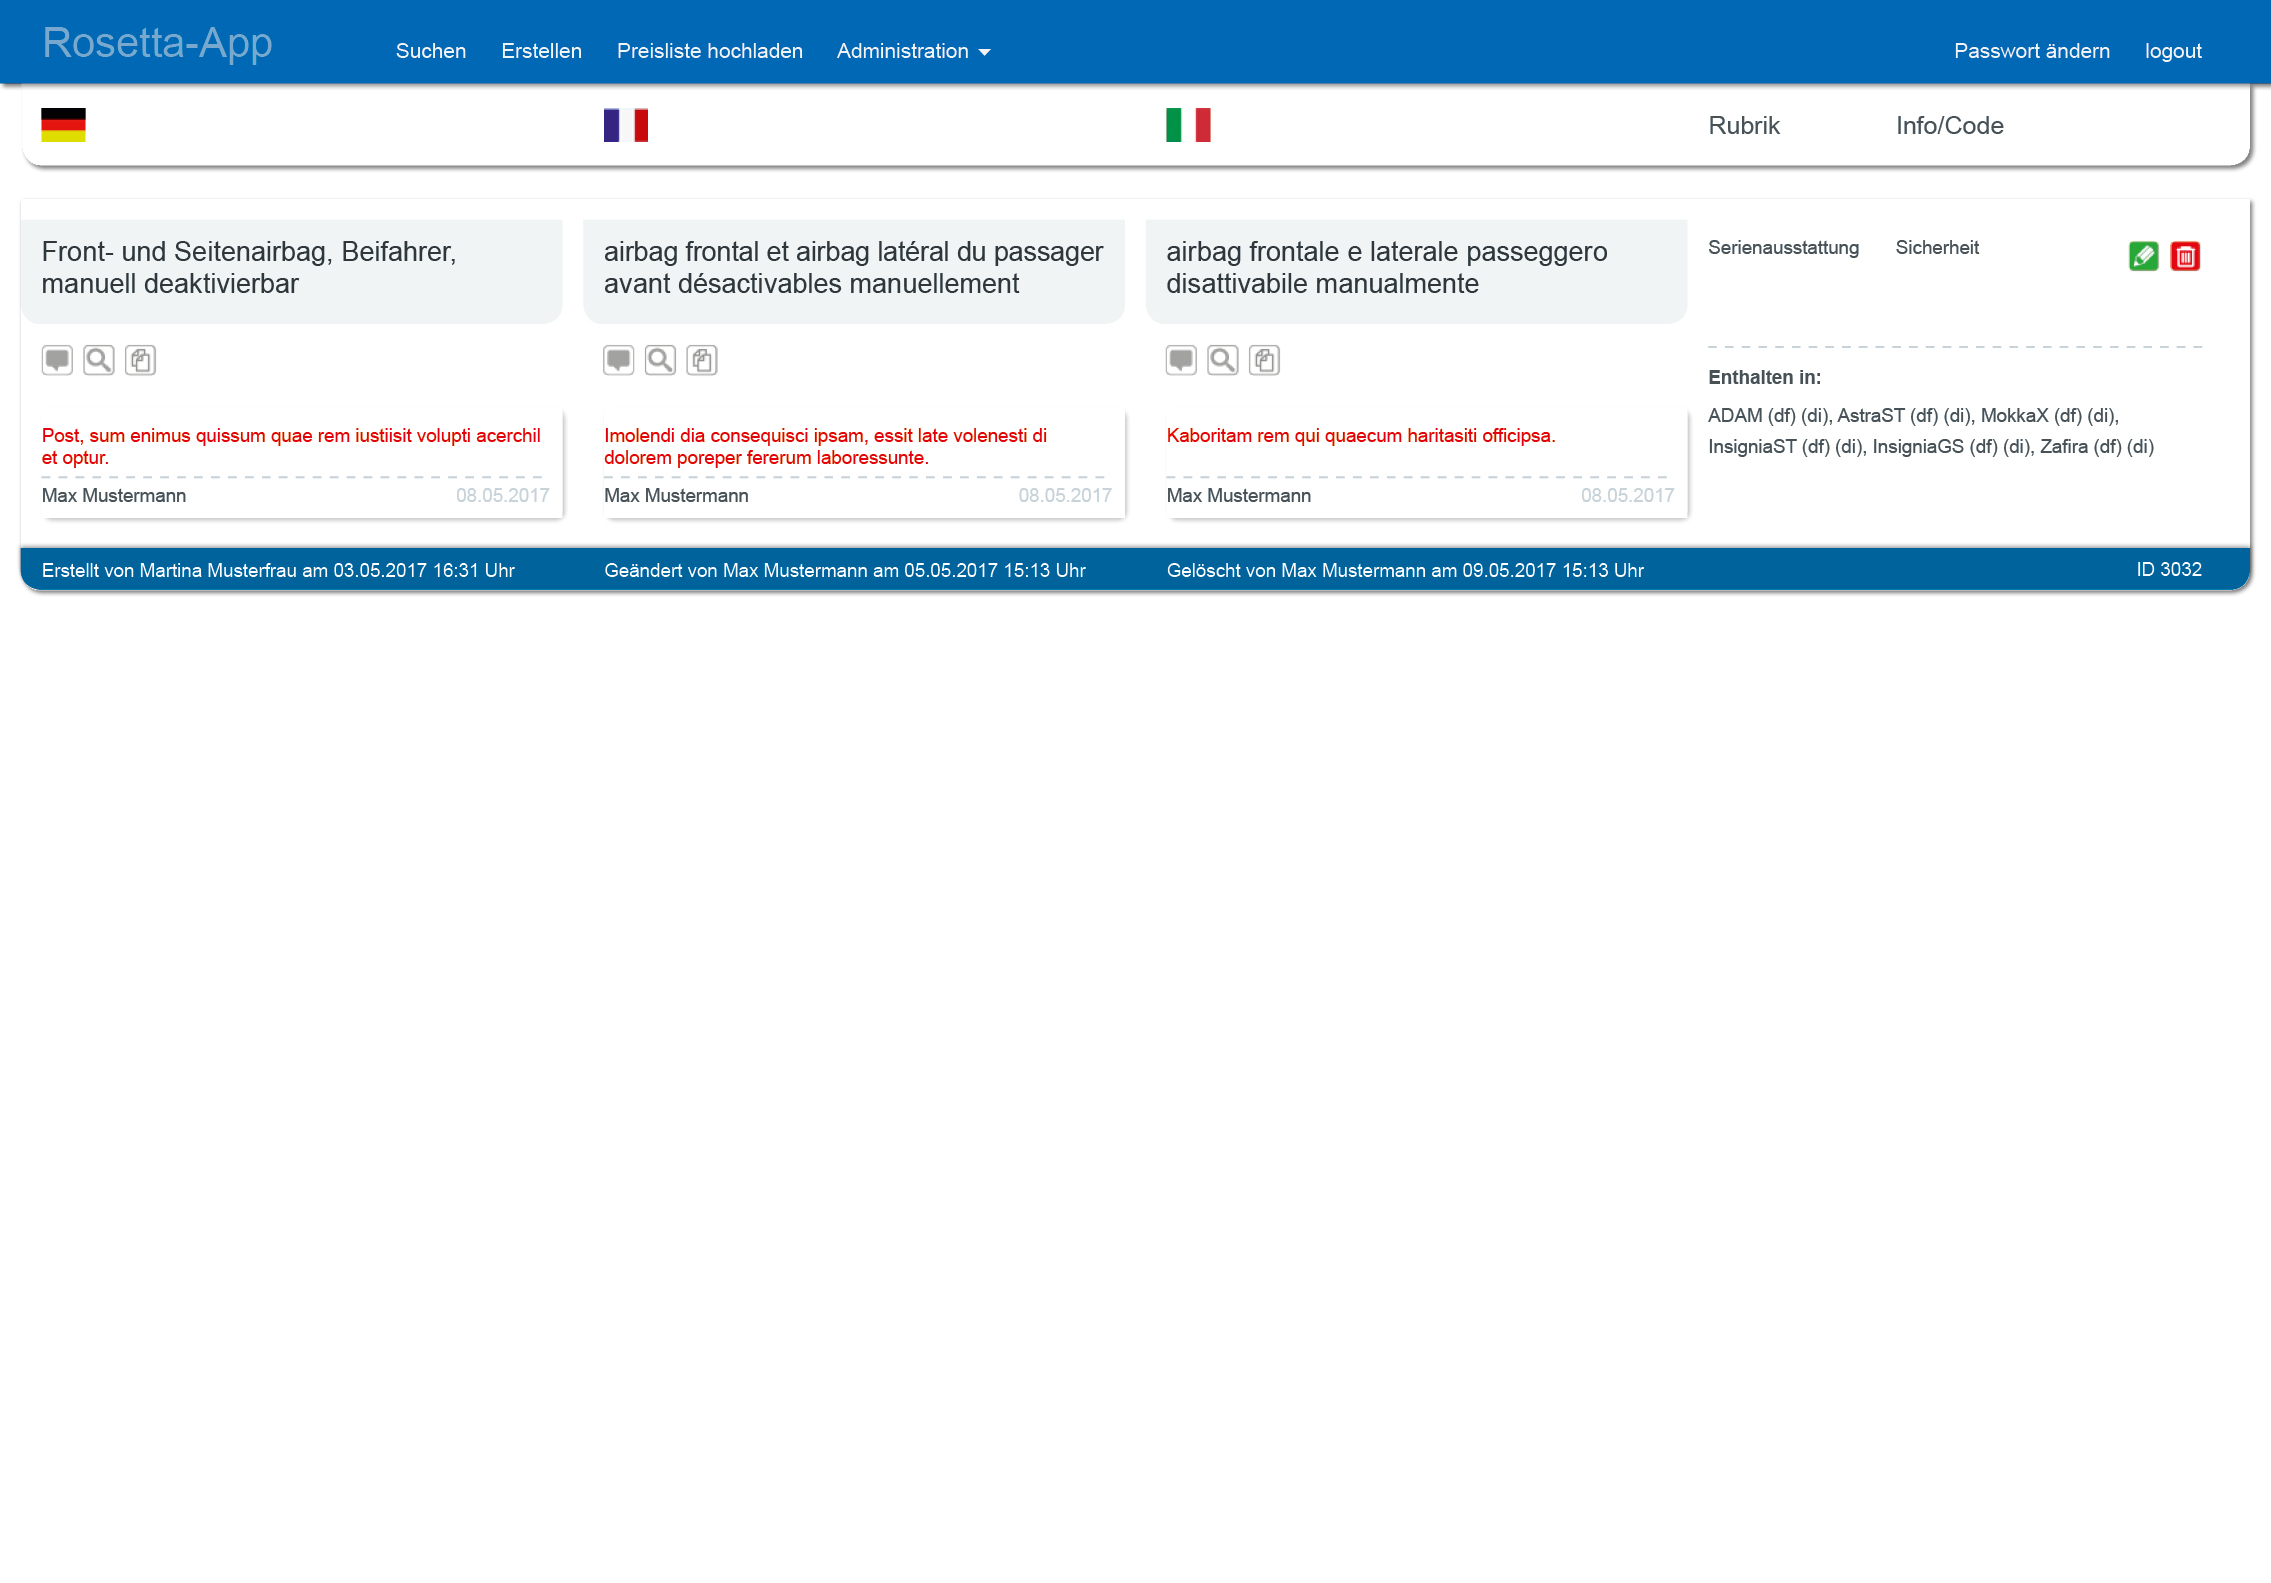 Rosetta-App
Suchen Erstellen Preisliste hochladen Administration Passwort ändern logout
Rubrik Info/Code
Front- und Seitenairbag, Beifahrer,
manuell deaktivierbar
airbag frontal et airbag latéral du passager
avant désactivables manuellement
airbag frontale e laterale passeggero
disattivabile manualmente
Serienausstattung Sicherheit
Enthalten in:
ADAM (df) (di), AstraST (df) (di), MokkaX (df) (di),
InsigniaST (df) (di), InsigniaGS (df) (di), Zafira (df) (di)
Post, sum enimus quissum quae rem iustiisit volupti acerchil
et optur.
Max Mustermann 08.05.2017
Imolendi dia consequisci ipsam, essit late volenesti di
dolorem poreper fererum laboressunte.
Max Mustermann 08.05.2017
Kaboritam rem qui quaecum haritasiti officipsa.
Max Mustermann 08.05.2017
Erstellt von Martina Musterfrau am 03.05.2017 16:31 Uhr
Geändert von Max Mustermann am 05.05.2017 15:13 Uhr
Gelöscht von Max Mustermann am 09.05.2017 15:13 Uhr
ID 3032